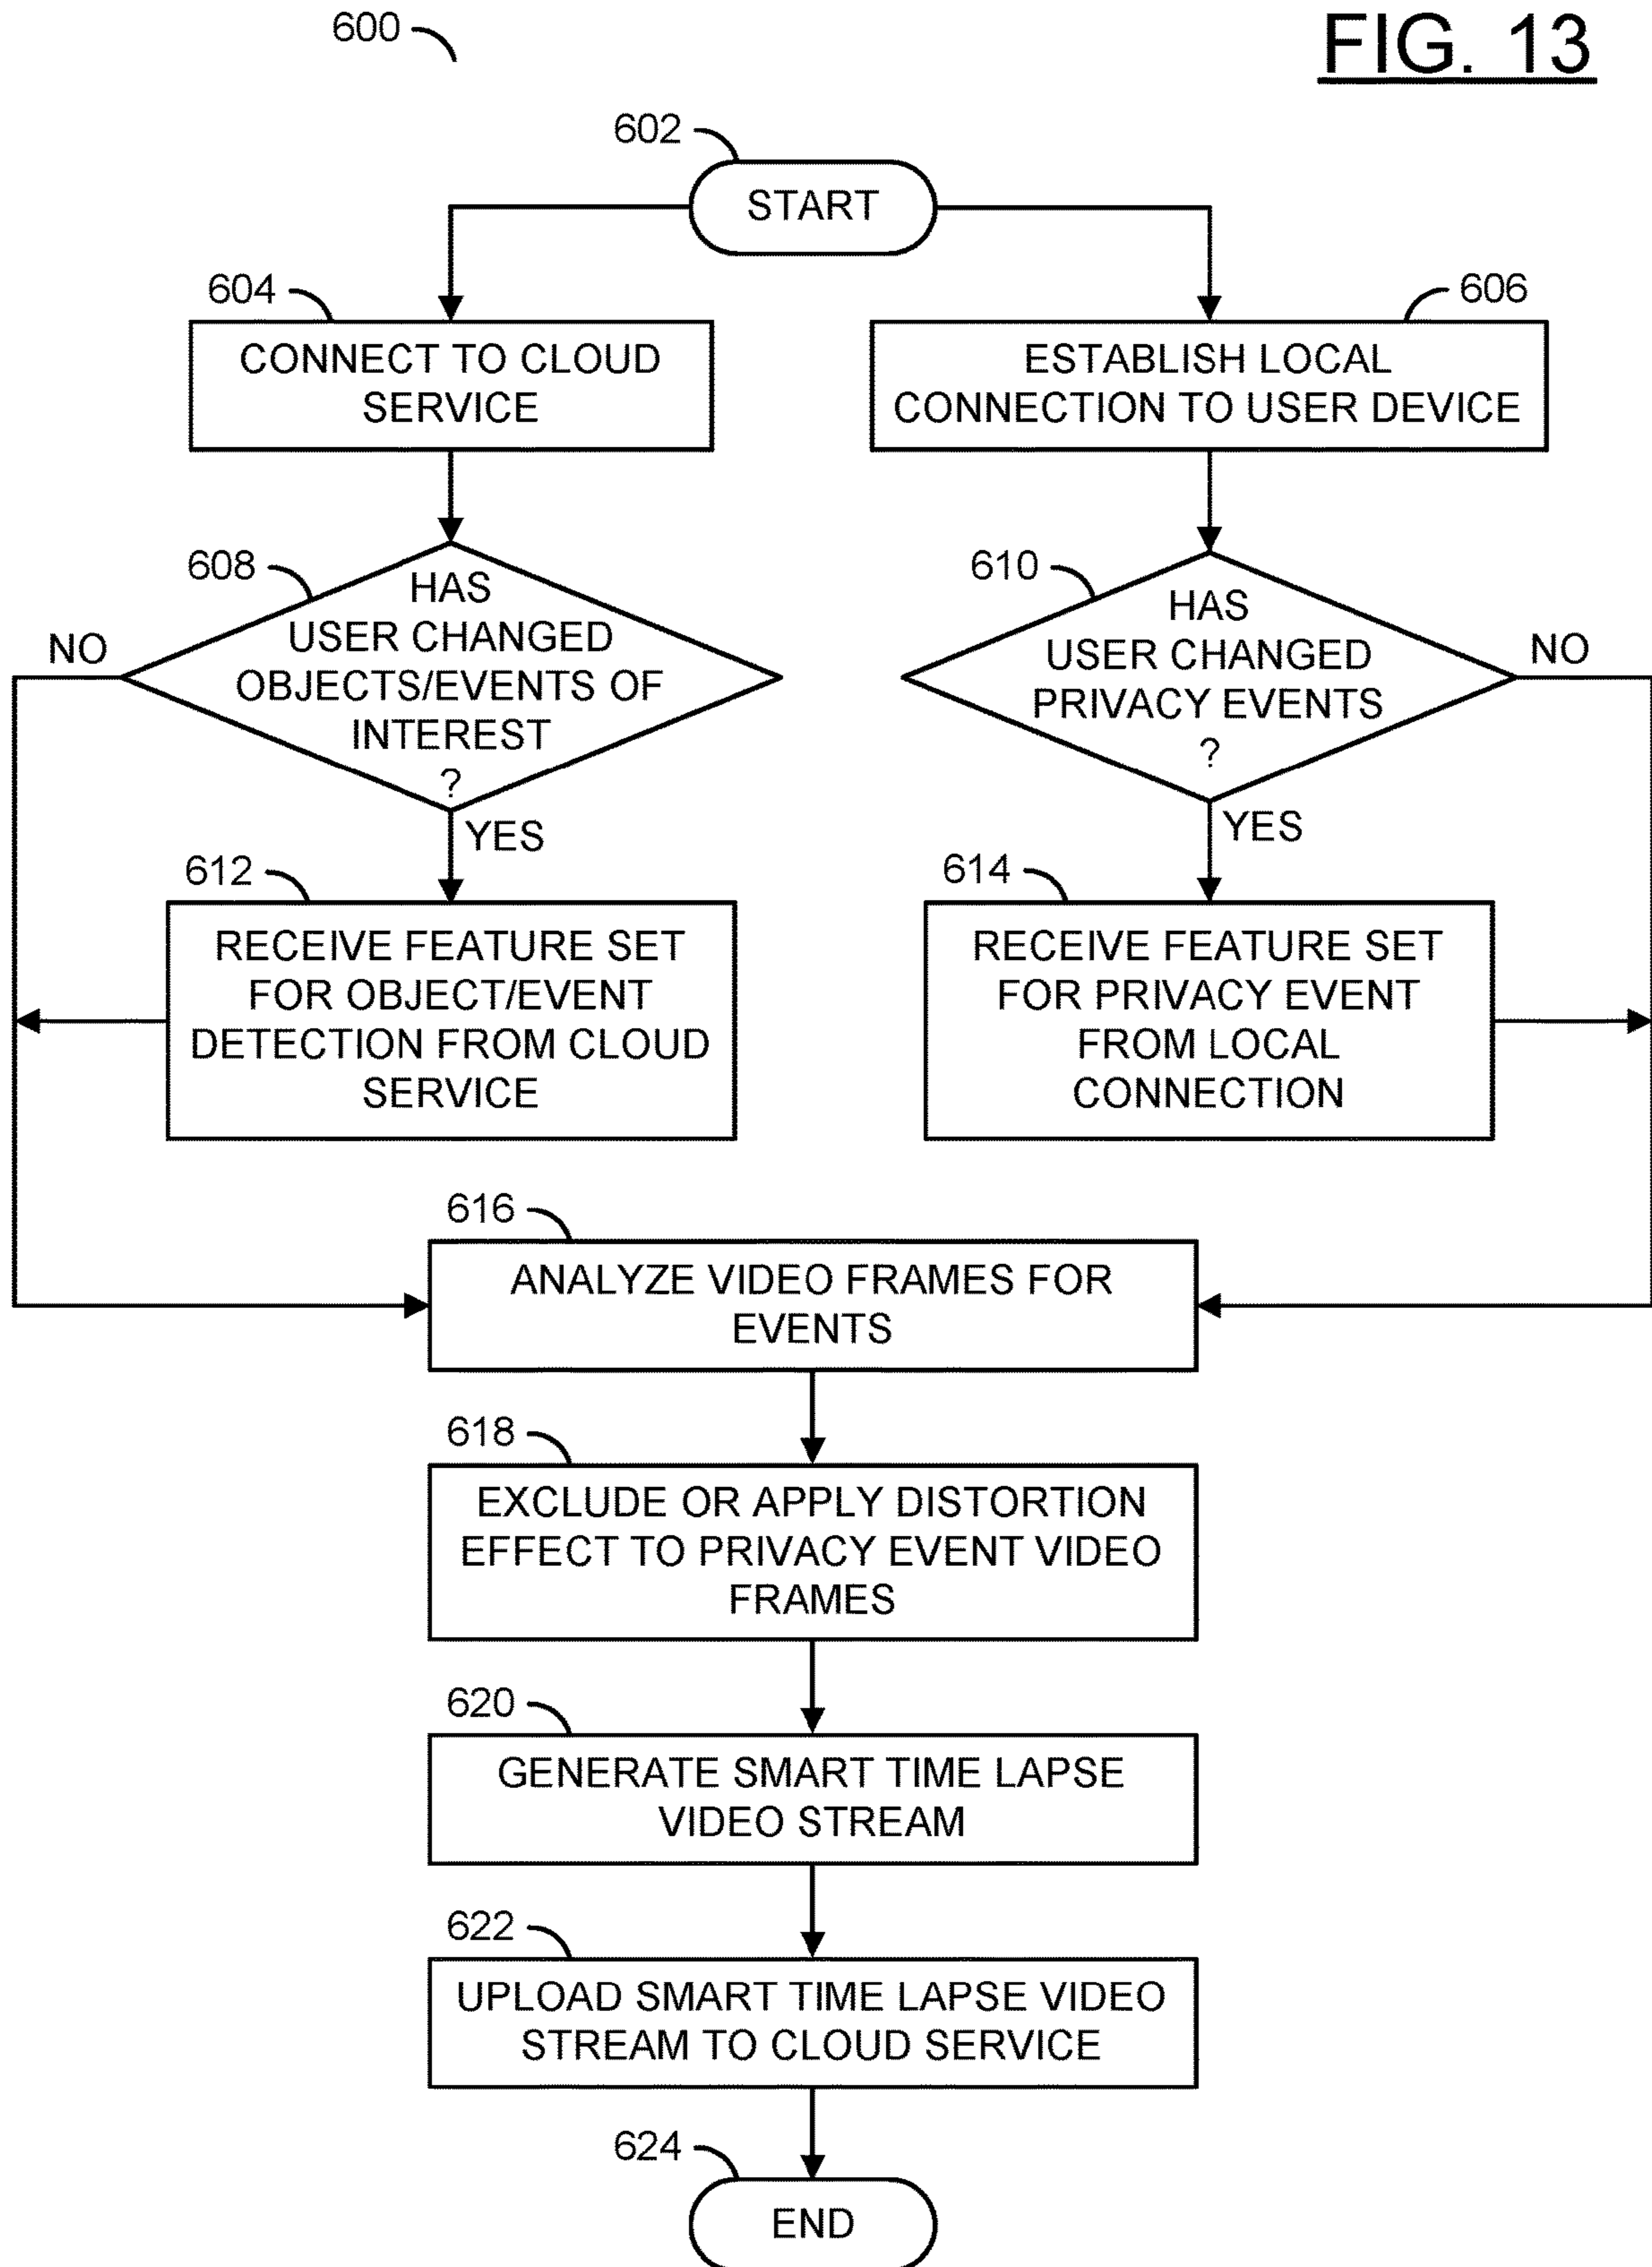 600
FIG. 13
602
START
604
CONNECT TO CLOUD
SERVICE
606
ESTABLISH LOCAL
CONNECTION TO USER DEVICE
608
HAS
USER CHANGED
OBJECTS/EVENTS OF
INTEREST
?
NO
YES
610
HAS
USER CHANGED
PRIVACY EVENTS
?
NO
YES
612
RECEIVE FEATURE SET
FOR OBJECT/EVENT
DETECTION FROM CLOUD
SERVICE
614
RECEIVE FEATURE SET
FOR PRIVACY EVENT
FROM LOCAL
CONNECTION
616
ANALYZE VIDEO FRAMES FOR
EVENTS
618
EXCLUDE OR APPLY DISTORTION
EFFECT TO PRIVACY EVENT VIDEO
FRAMES
620
GENERATE SMART TIME LAPSE
VIDEO STREAM
622
UPLOAD SMART TIME LAPSE VIDEO
STREAM TO CLOUD SERVICE
624
END